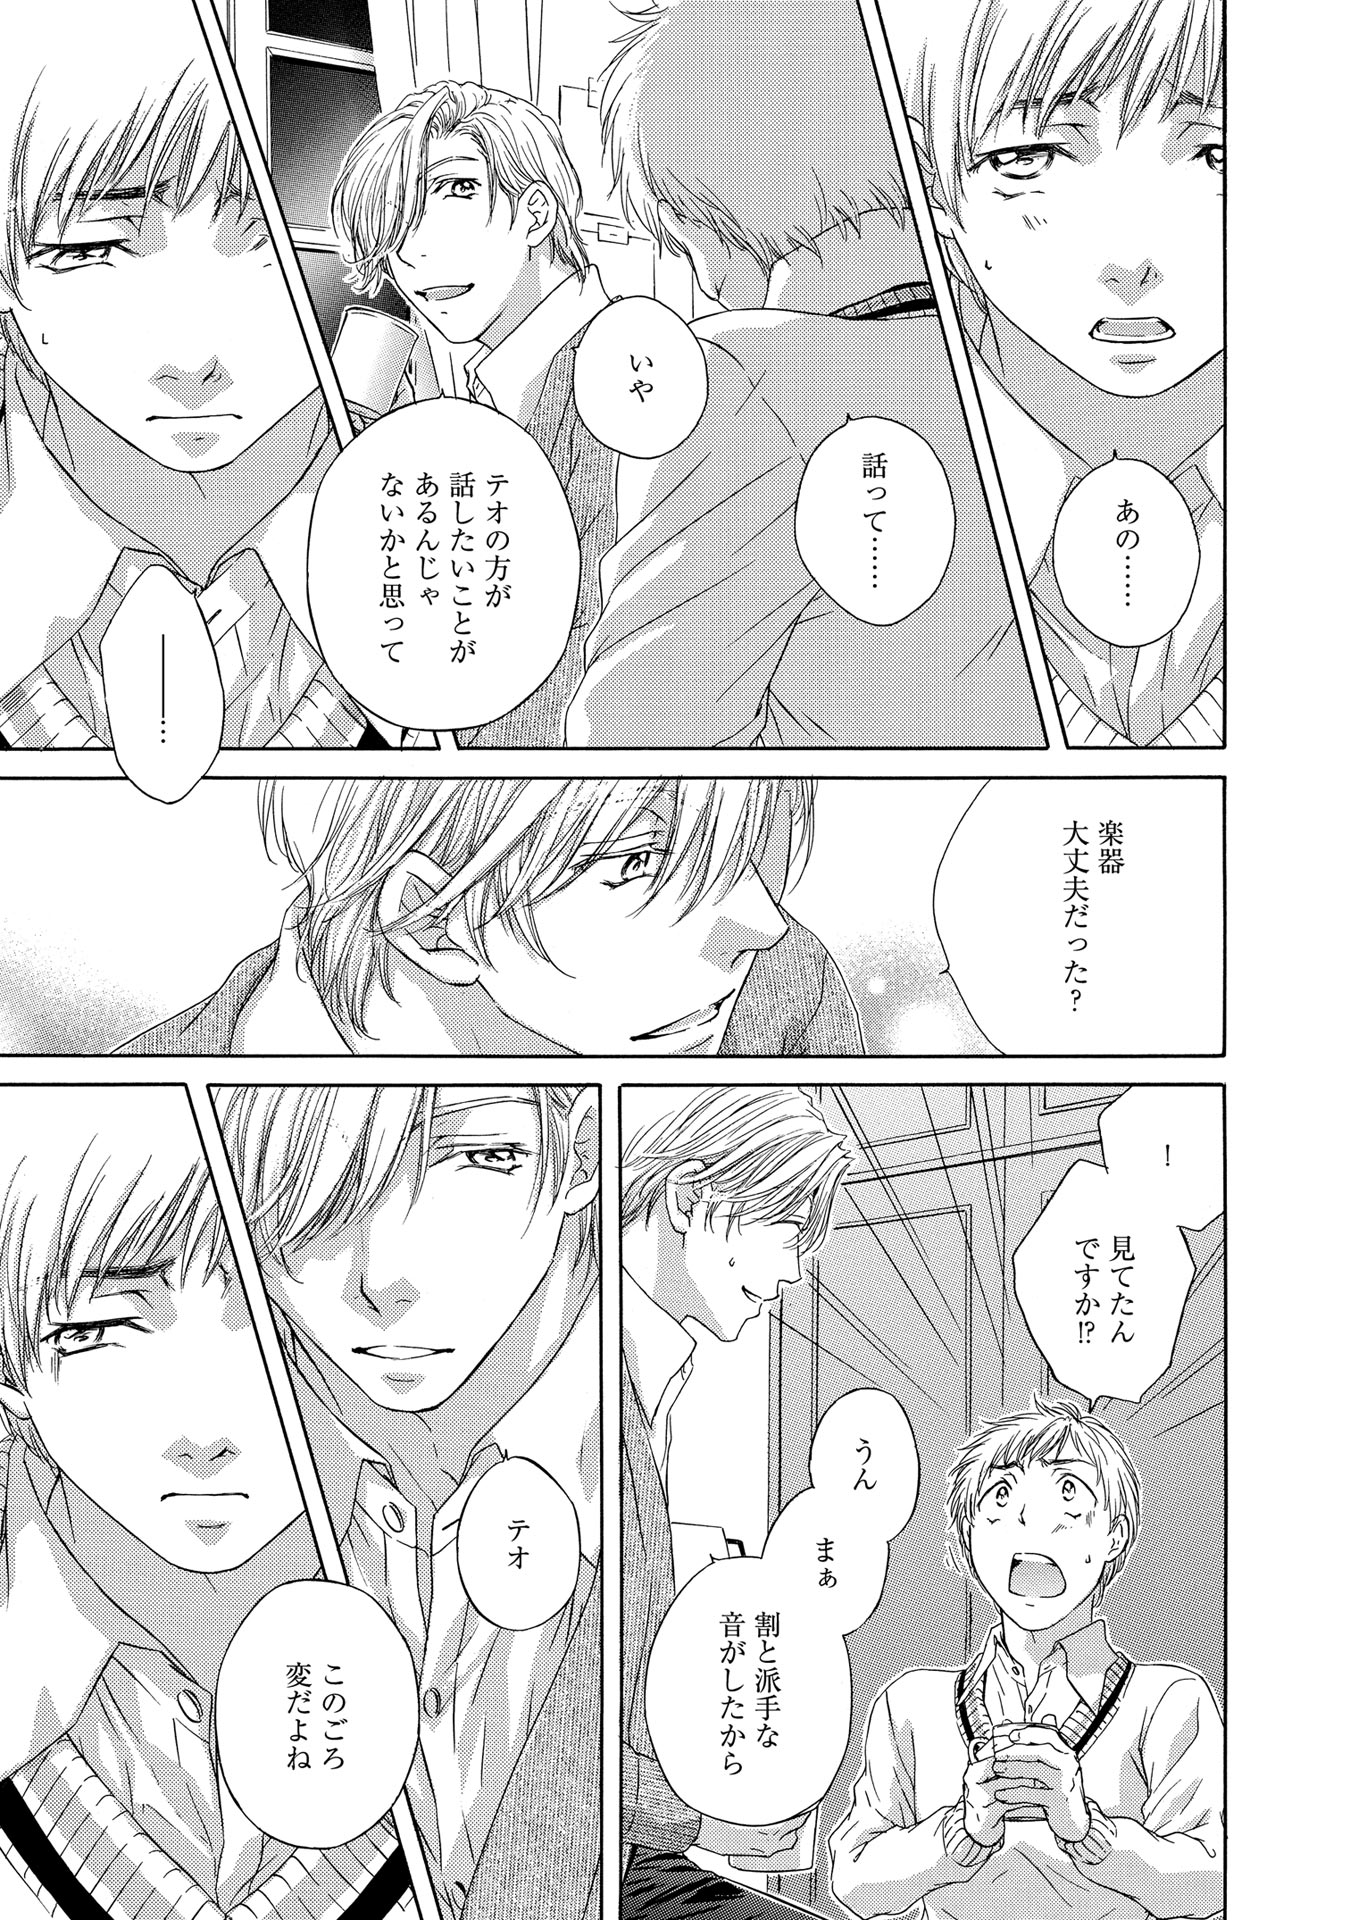 あの……
話って……
いや
テオの方が
話したいことが
あるんじゃ
ないかと思って
――…
楽器
大丈夫だった？
！
見てたん
ですか⁉
うん
まぁ
割と派手な
音がしたから
テオ
このごろ
変だよね